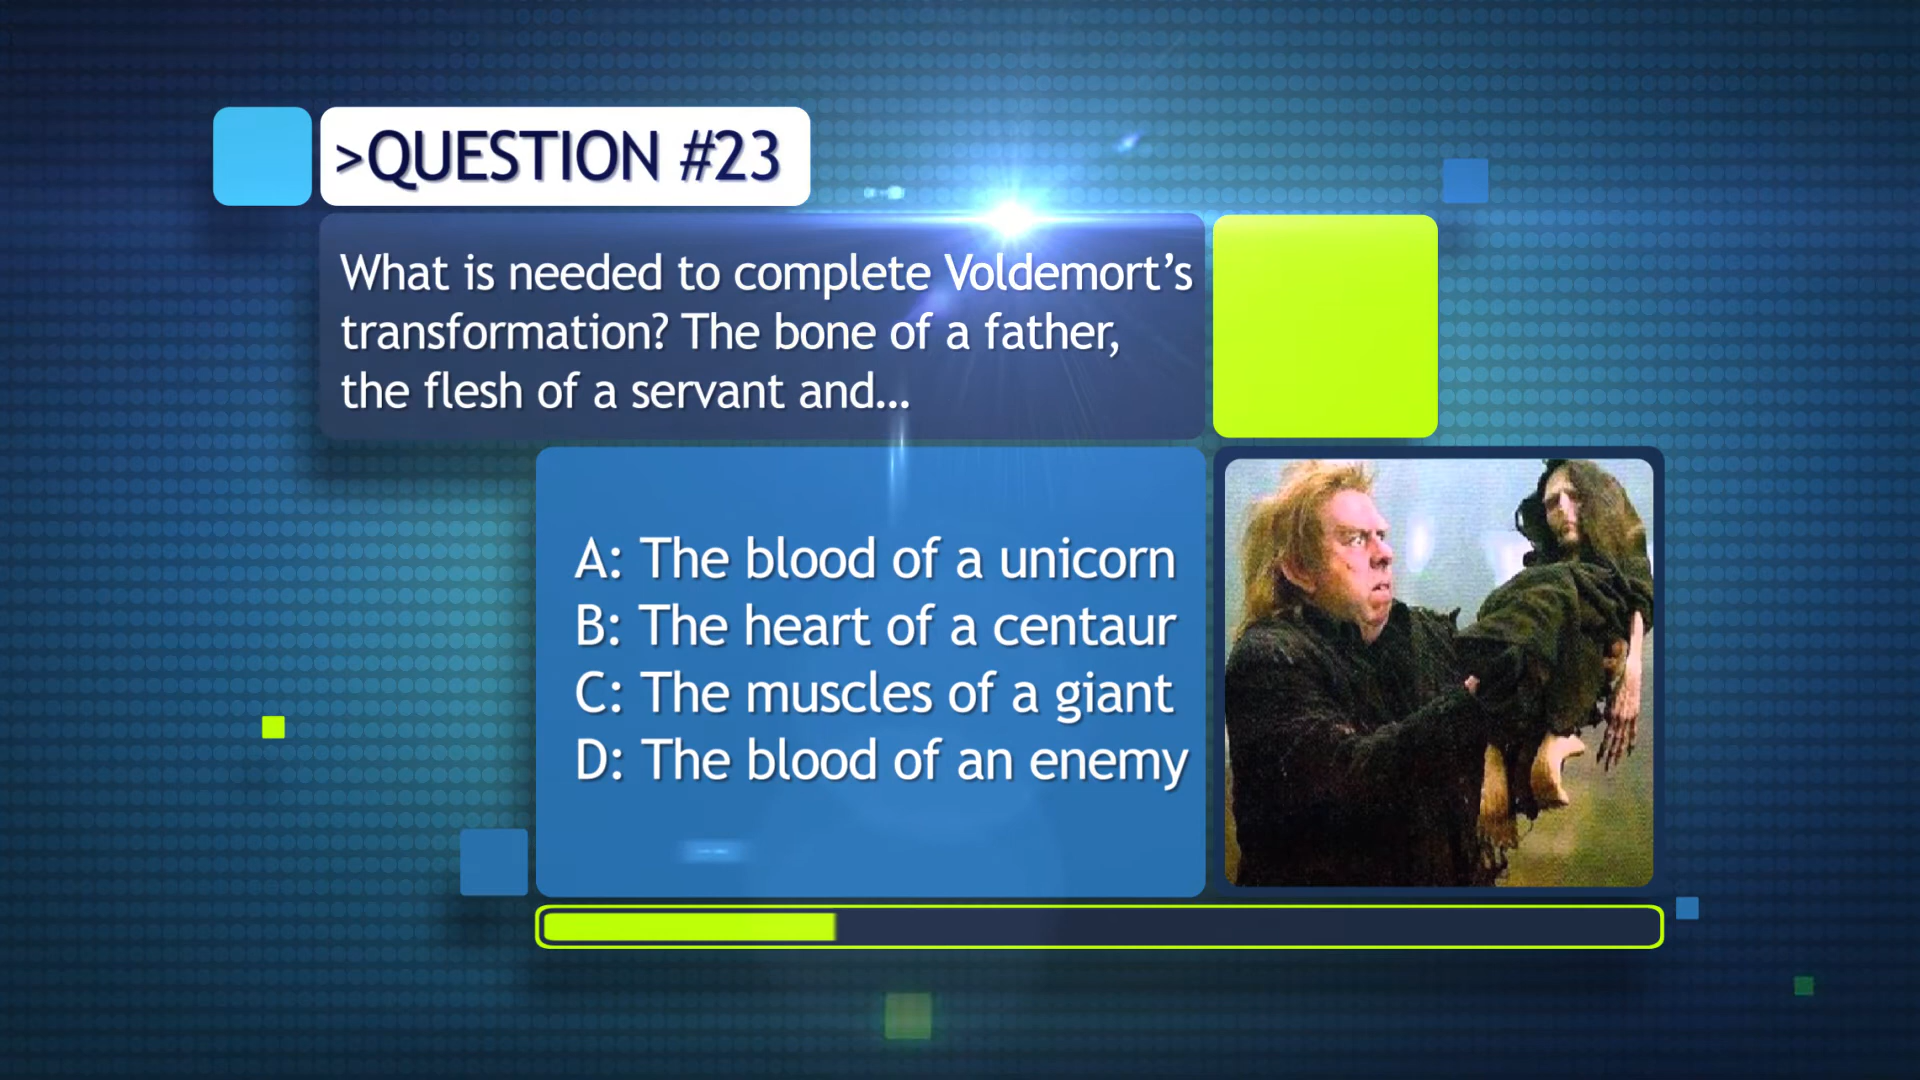 >QUESTION #23
What is needed to complete Voldemort’s
transformation? The bone of a father,
the flesh of a servant and...
A: The blood of a unicorn
B: The heart of a centaur
C: The muscles of a giant
D: The blood of an enemy